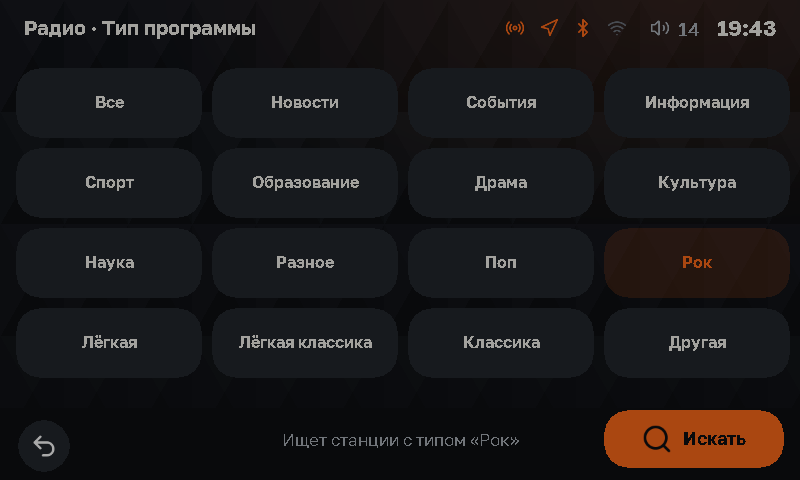 Радио · Тип программы 14 19:43
Все Новости События Информация
Спорт Образование Драма Культура
Наука Разное Поп Рок
Лёгкая Лёгкая классика Классика Другая
Ищет станции с типом «Рок» Искать